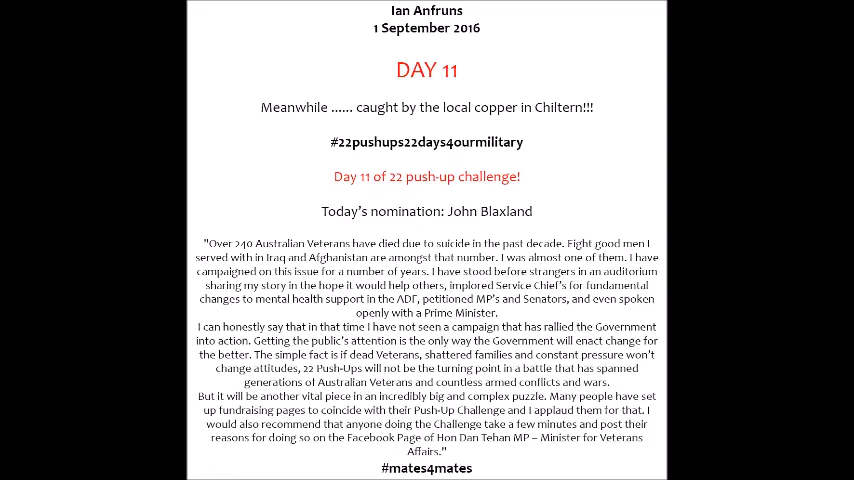 Ian Anfruns
1 September 2016
DAY 11
Meanwhile ...... caught by the local copper in Chiltern!!!
#22pushups22days4ourmilitary
Day 11 of 22 push-up challenge!
Today's nomination: John Blaxland
"Over 240 Australian Veterans have died due to suicide in the past decade. Eight good men I
served with in Iraq and Afghanistan are amongst that number. I was almost one of them. I have
campaigned on this issue for a number of years. I have stood before strangers in an auditorium
sharing my story in the hope it would help others, implored Service Chief's for fundamental
changes to mental health support in the ADF, petitioned MP's and Senators, and even spoken
openly with a Prime Minister.
I can honestly say that in that time I have not seen a campaign that has rallied the Government
into action. Getting the public's attention is the only way the Government will enact change for
the better. The simple fact is if dead Veterans, shattered families and constant pressure won't
change attitudes, 22 Push-Ups will not be the turning point in a battle that has spanned
generations of Australian Veterans and countless armed conflicts and wars.
But it will be another vital piece in an incredibly big and complex puzzle. Many people have set
up fundraising pages to coincide with their Push-Up Challenge and I applaud them for that. I
would also recommend that anyone doing the Challenge take a few minutes and post their
reasons for doing so on the Facebook Page of Hon Dan Tehan MP – Minister for Veterans
Affairs."
#mates4mates